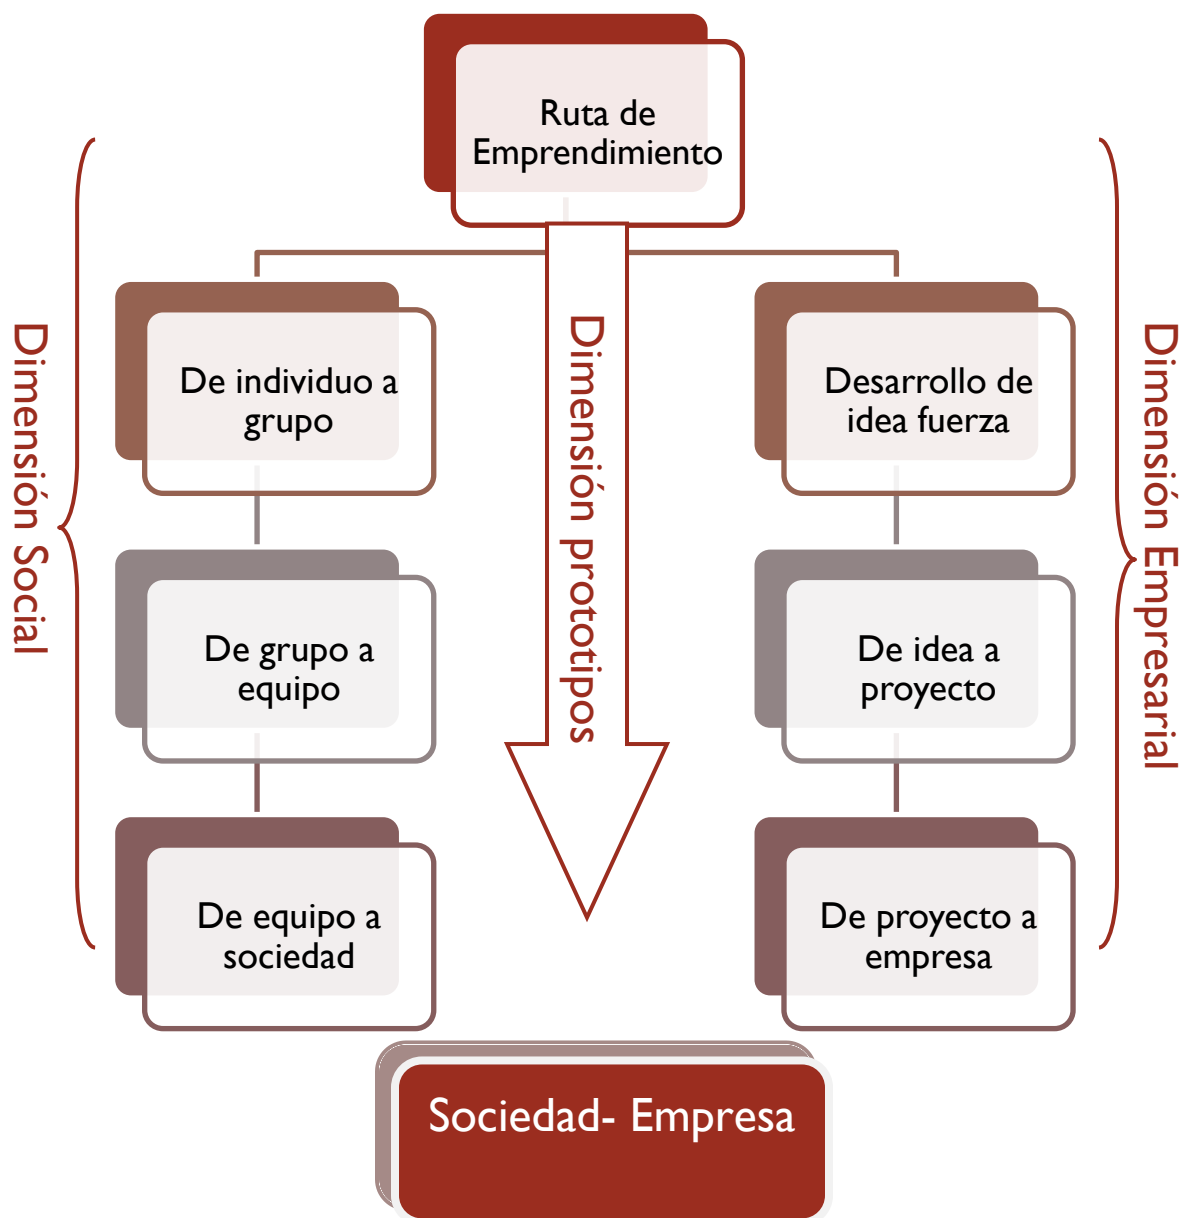 Ruta de
Emprendimiento
Dimensión Social
De individuo a
grupo
De grupo a
equipo
De equipo a
sociedad
Dimensión prototipos
Desarrollo de
idea fuerza
De idea a
proyecto
De proyecto a
empresa
Dimensión Empresarial
Sociedad- Empresa